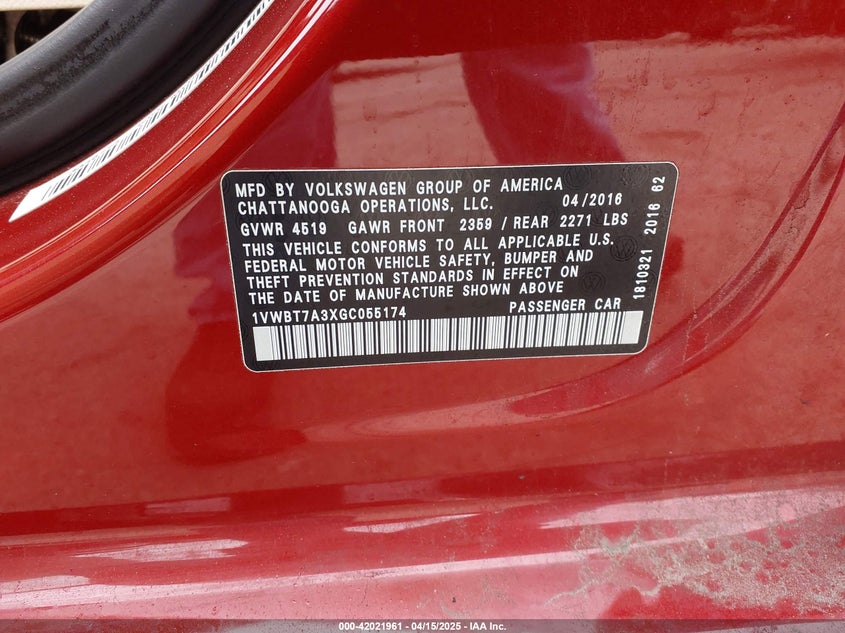 MFD BY VOLKSWAGEN GROUP OF AMERICA
CHATTANOOGA OPERATIONS, LLC. 04/2016
GVWR 4519 GAWR FRONT 2359 / REAR 2271 LBS
THIS VEHICLE CONFORMS TO ALL APPLICABLE U.S.
FEDERAL MOTOR VEHICLE SAFETY, BUMPER AND
THEFT PREVENTION STANDARDS IN EFFECT ON
THE DATE OF MANUFACTURE SHOWN ABOVE
1VWBT7A3XGC055174 PASSENGER CAR
1810321 2016 62
000-42021961 - 04/15/2025 - IAA Inc.